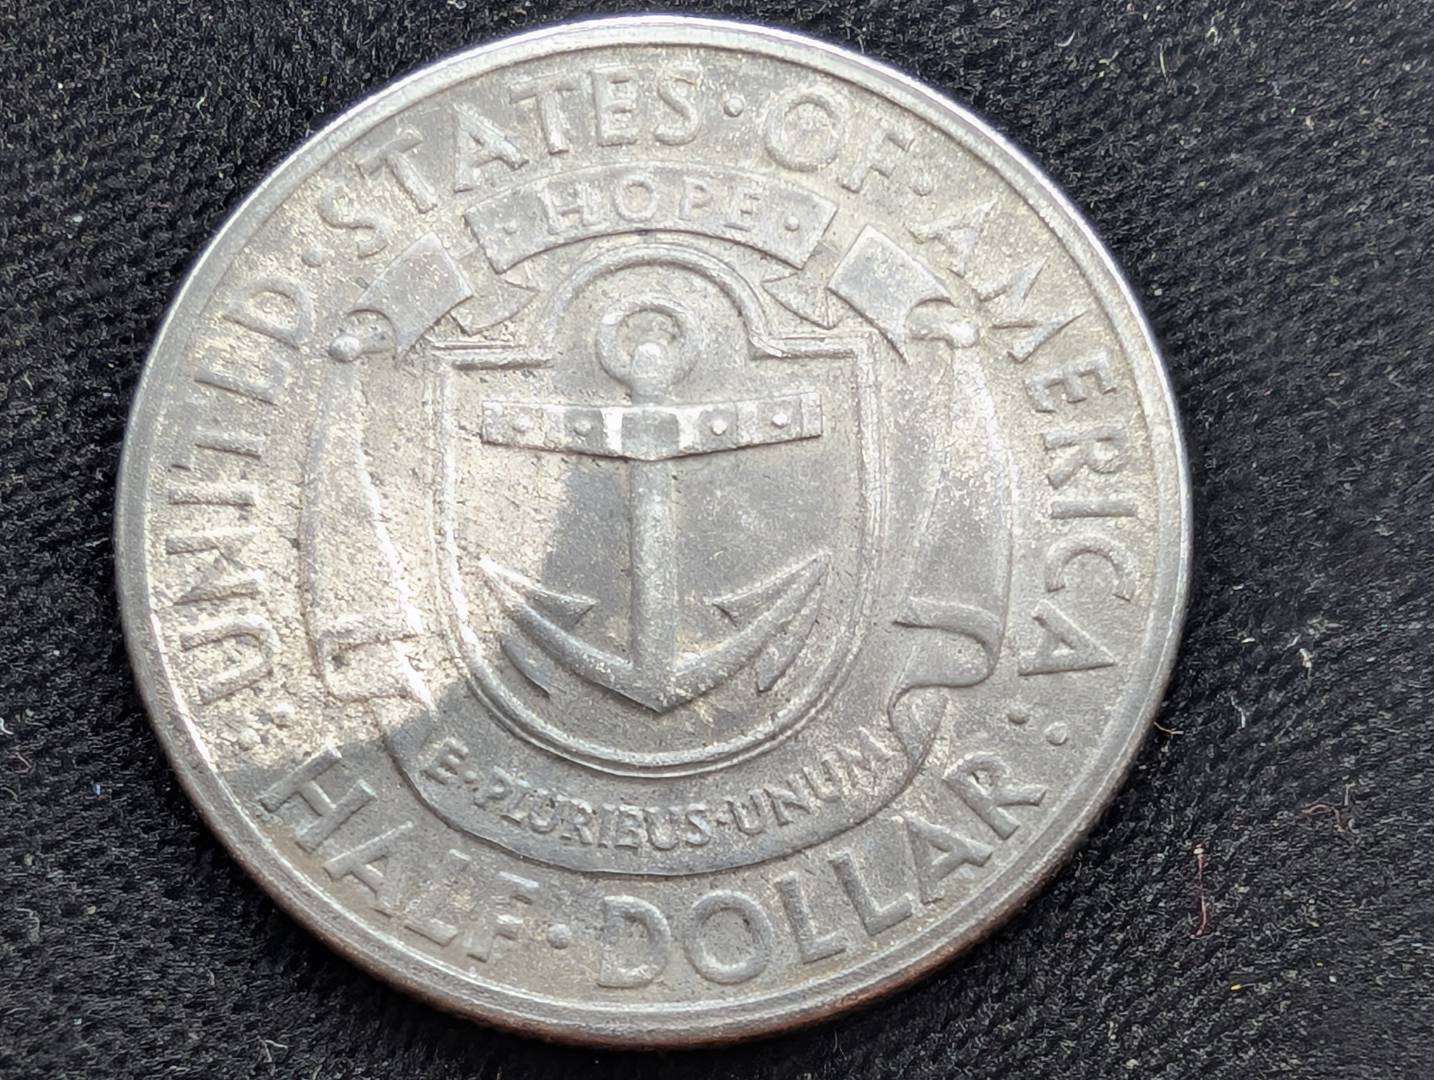 UNITED·STATES·OF·AMERICA
·HOPE·
E·PLURIBUS·UNUM
HALF·DOLLAR